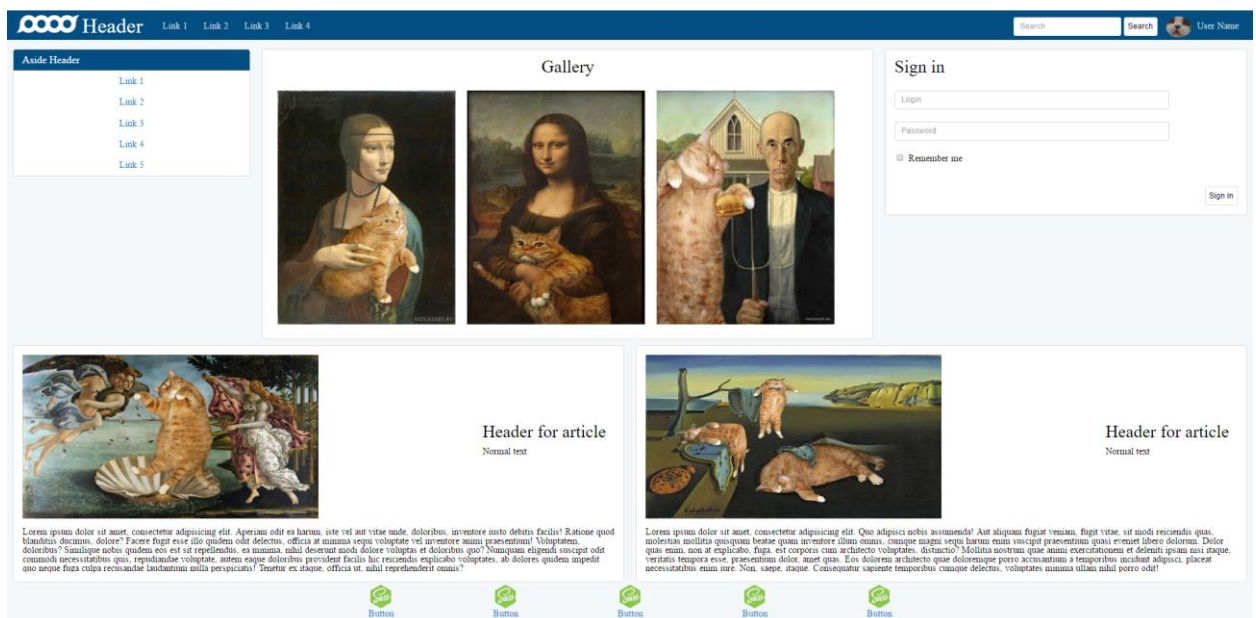 Header
Link 1
Link 2
Link 3
Link 4
Search
Search
User Name
Aside Header
Link 1
Link 2
Link 3
Link 4
Link 5
Gallery
FATCATART.RU
FATCATART.RU
Sign in
Login
Password
Remember me
Sign in
Header for article
Normal text
Lorem ipsum dolor sit amet, consectetur adipisicing elit. Aperiam odit ea harum, iste vel aut vitae unde, doloribus, inventore iusto debitis facilis! Ratione quod
blanditiis ducimus, dolore? Facere fugit esse illo quidem odit delectus, officia at minima sequi voluptate vel inventore animi praesentium! Voluptatem,
doloribus? Similique nobis quidem eos est sit repellendus, ea minima, nihil deserunt modi dolore voluptas et doloribus quo? Numquam eligendi suscipit odit
commodi necessitatibus quis, repudiandae voluptate, autem eaque doloribus provident facilis hic reiciendis explicabo voluptates, ab dolores quidem impedit
quo neque fuga culpa recusandae laudantium nulla perspiciatis! Tenetur ex itaque, officia ut, nihil reprehenderit omnis?
Header for article
Normal text
Lorem ipsum dolor sit amet, consectetur adipisicing elit. Quo adipisci nobis assumenda! Aut aliquam fugiat veniam, fugit vitae, sit modi reiciendis quas,
molestias mollitia quisquam beatae quam inventore illum omnis, cumque magni sequi harum enim suscipit praesentium quasi eveniet libero dolorum. Dolor
quas enim, non at explicabo, fuga, est corporis cum architecto voluptates, distinctio? Mollitia nostrum quae animi exercitationem et deleniti ipsam nisi itaque,
veritatis tempora esse, praesentium dolor, amet quas. Eos dolorem architecto quae doloremque porro accusantium a temporibus incidunt adipisci, placeat
necessitatibus enim iure. Non, saepe, itaque. Consequatur sapiente temporibus cumque delectus, voluptates minima ullam nihil porro odit!
Sass
Sass
Sass
Sass
Sass
Button
Button
Button
Button
Button